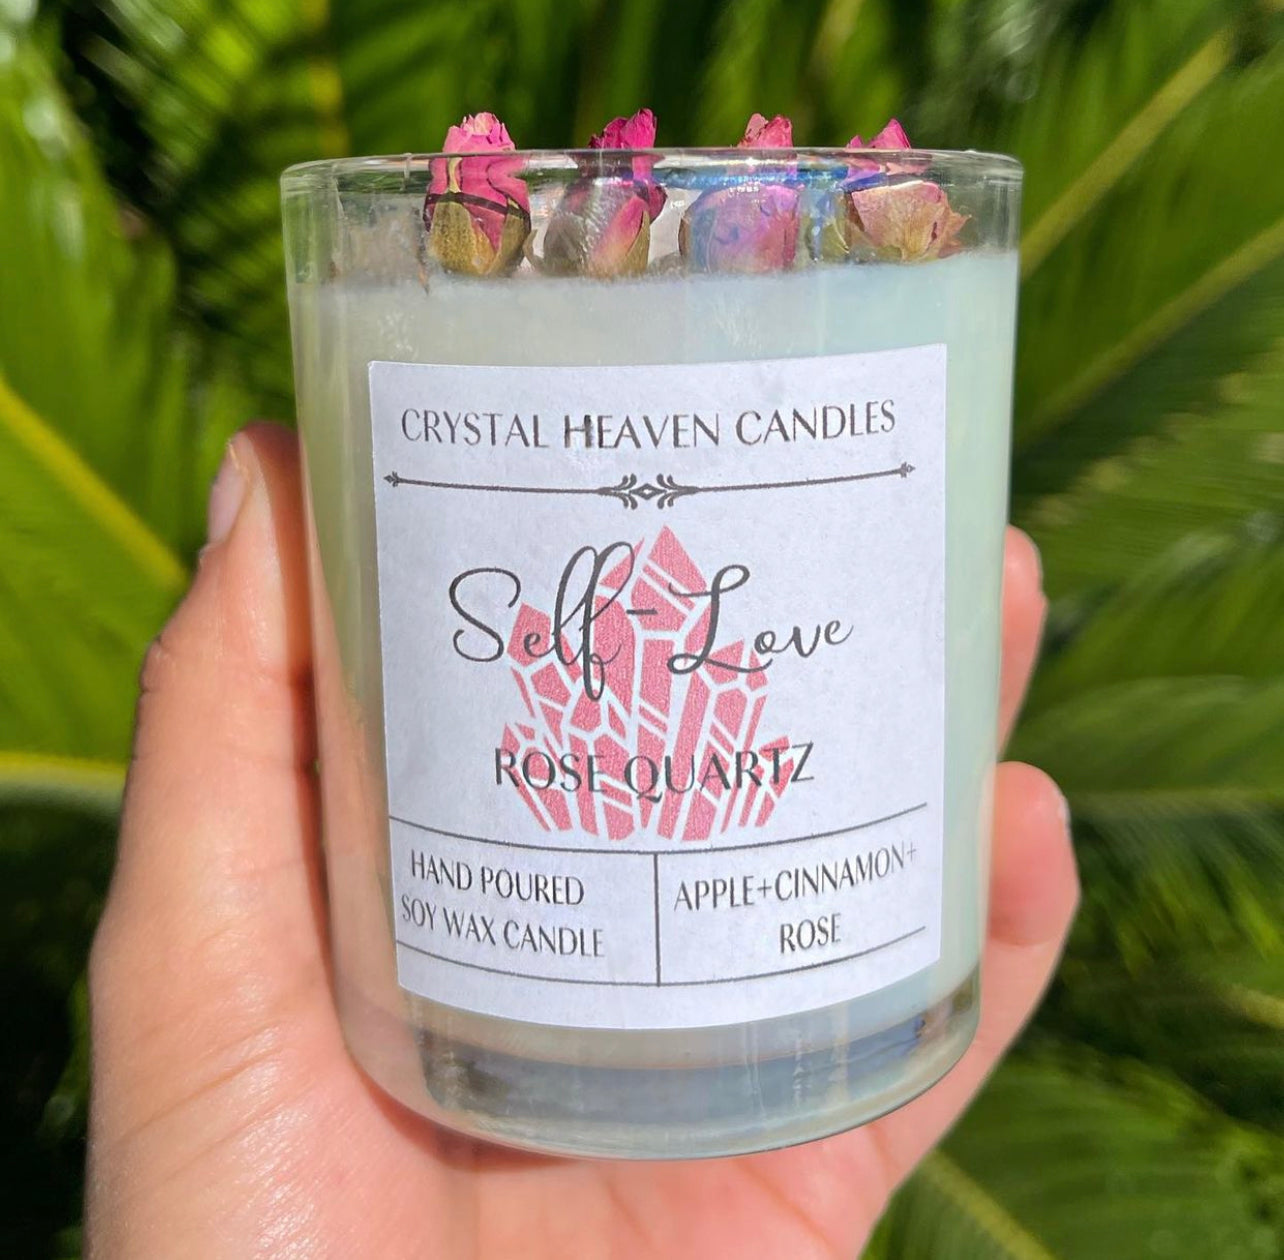 CRYSTAL HEAVEN CANDLES
Self-Love
ROSE QUARTZ
HAND POURED
SOY WAX CANDLE
APPLE+CINNAMON+
ROSE